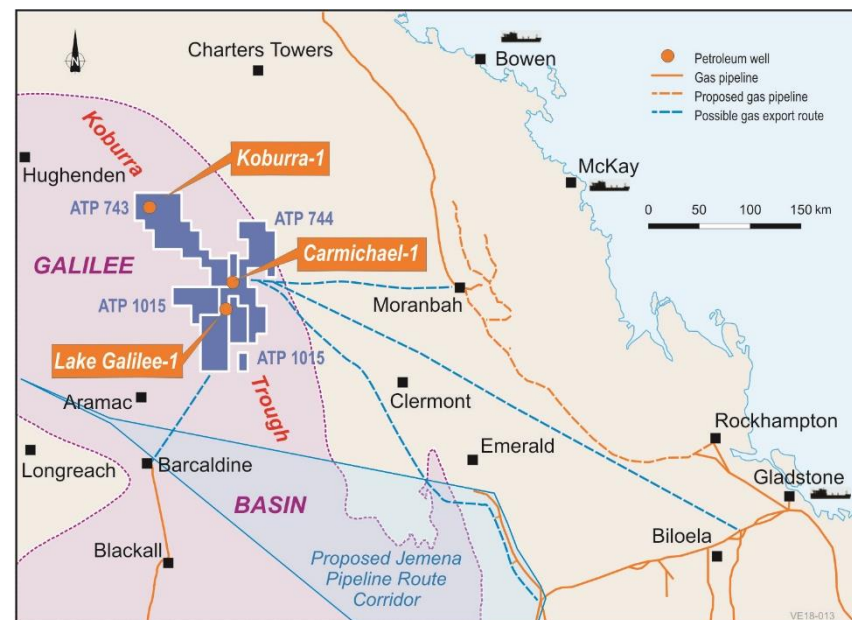 Charters Towers
Bowen
Petroleum well
Gas pipeline
Proposed gas pipeline
Possible gas export route
N
Koburra
Koburra-1
Hughenden
McKay
ATP 743
ATP 744
0 50 100 150 km
GALILEE
Carmichael-1
ATP 1015
Moranbah
Lake Galilee-1
ATP 1015
Trough
Aramac
Clermont
Rockhampton
Longreach
Barcaldine
Emerald
Gladstone
BASIN
Biloela
Blackall
Proposed Jemena
Pipeline Route
Corridor
VE18-013